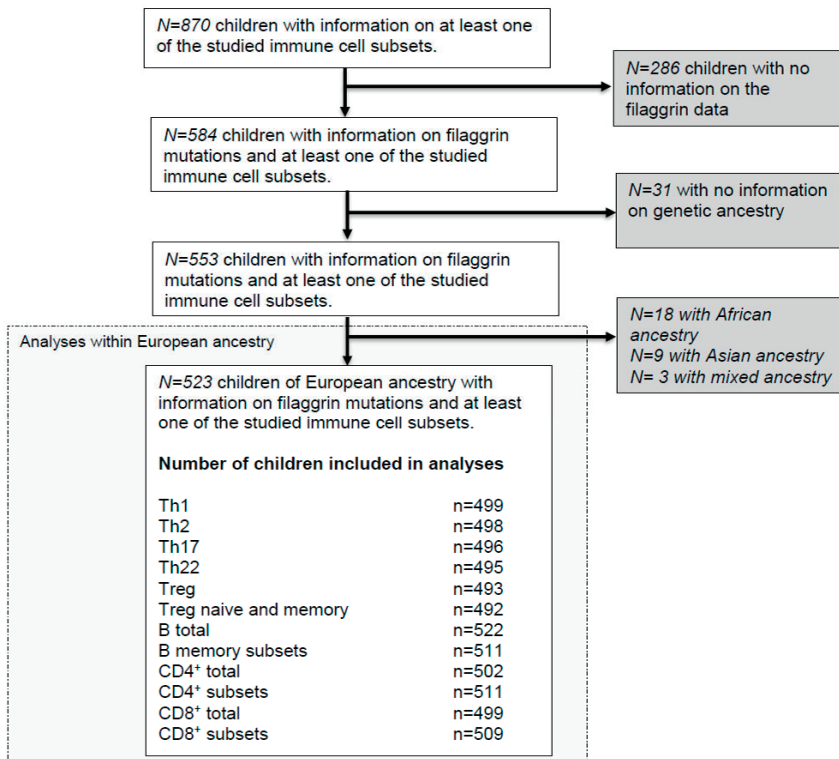 N=870 children with information on at least one
of the studied immune cell subsets.
N=286 children with no
information on the
filaggrin data
N=584 children with information on filaggrin
mutations and at least one of the studied
immune cell subsets.
N=31 with no information
on genetic ancestry
N=553 children with information on filaggrin
mutations and at least one of the studied
immune cell subsets.
N=18 with African
ancestry
N=9 with Asian ancestry
N= 3 with mixed ancestry
Analyses within European ancestry
N=523 children of European ancestry with
information on filaggrin mutations and at least
one of the studied immune cell subsets.
Number of children included in analyses
Th1 n=499
Th2 n=498
Th17 n=496
Th22 n=495
Treg n=493
Treg naive and memory n=492
B total n=522
B memory subsets n=511
CD4⁺ total n=502
CD4⁺ subsets n=511
CD8⁺ total n=499
CD8⁺ subsets n=509